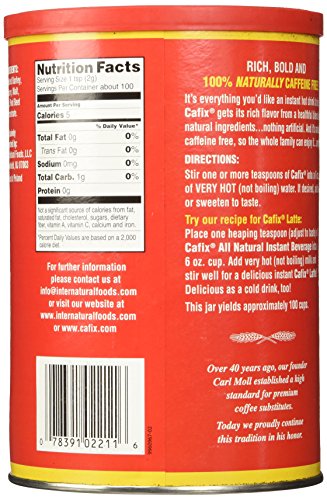 Nutrition Facts
Serving Size 1 tsp (2g)
Servings Per Container about 100
Amount Per Serving
Calories 5
% Daily Value*
Total Fat 0g 0%
Trans Fat 0g 0%
Sodium 0mg 0%
Total Carb. 1g 0%
Protein 0g
Not a significant source of calories from fat,
saturated fat, cholesterol, sugars, dietary
fiber, vitamin A, vitamin C, calcium and iron.
*Percent Daily Values are based on a 2,000
calorie diet.
For further information
please contact us at
info@internaturalfoods.com
or visit our website at
www.internaturalfoods.com
www.cafix.com
0 78391 02211 6
RICH, BOLD AND
100% NATURALLY CAFFEINE FREE
It's everything you'd like an instant hot drink
Cafix® gets its rich flavor from a healthy
natural ingredients...nothing artificial. And
caffeine free, so the whole family can enjoy
DIRECTIONS:
Stir one or more teaspoons of Cafix
of VERY HOT (not boiling) water. If desired,
or sweeten to taste.
Try our recipe for Cafix® Latte:
Place one heaping teaspoon (adjust to
Cafix® All Natural Instant Beverage
6 oz. cup. Add very hot (not boiling) milk
stir well for a delicious instant Cafix® Latte!
Delicious as a cold drink, too!
This jar yields approximately 100 cups.
Over 40 years ago, our founder
Carl Moll established a high
standard for premium
coffee substitutes.
Today we proudly continue
this tradition in his honor.